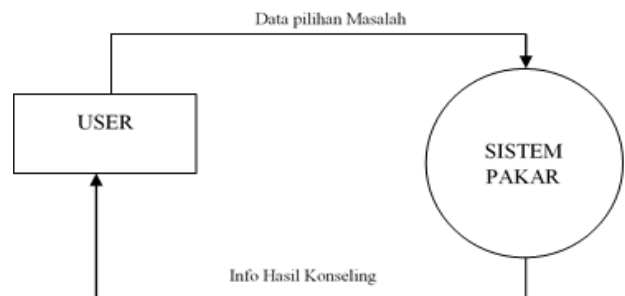 Data pilihan Masalah
USER
SISTEM
PAKAR
Info Hasil Konseling